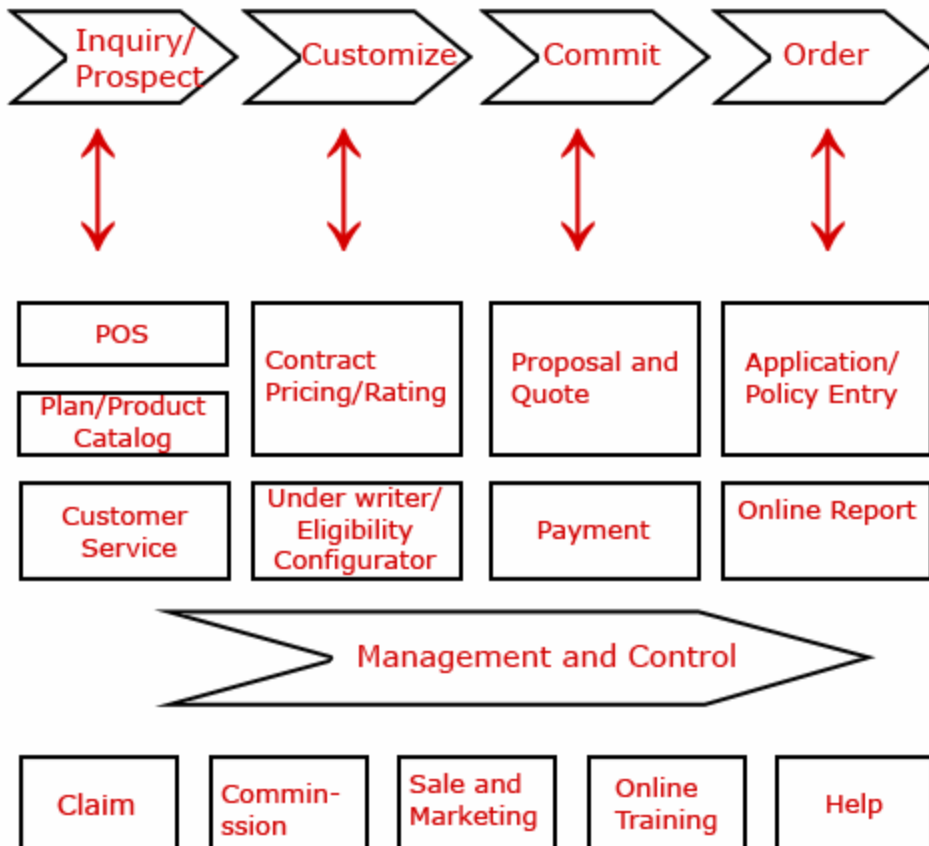 Inquiry/
Prospect
Customize
Commit
Order
POS
Plan/Product
Catalog
Contract
Pricing/Rating
Proposal and
Quote
Application/
Policy Entry
Customer
Service
Under writer/
Eligibility
Configurator
Payment
Online Report
Management and Control
Claim
Commin-
ssion
Sale and
Marketing
Online
Training
Help